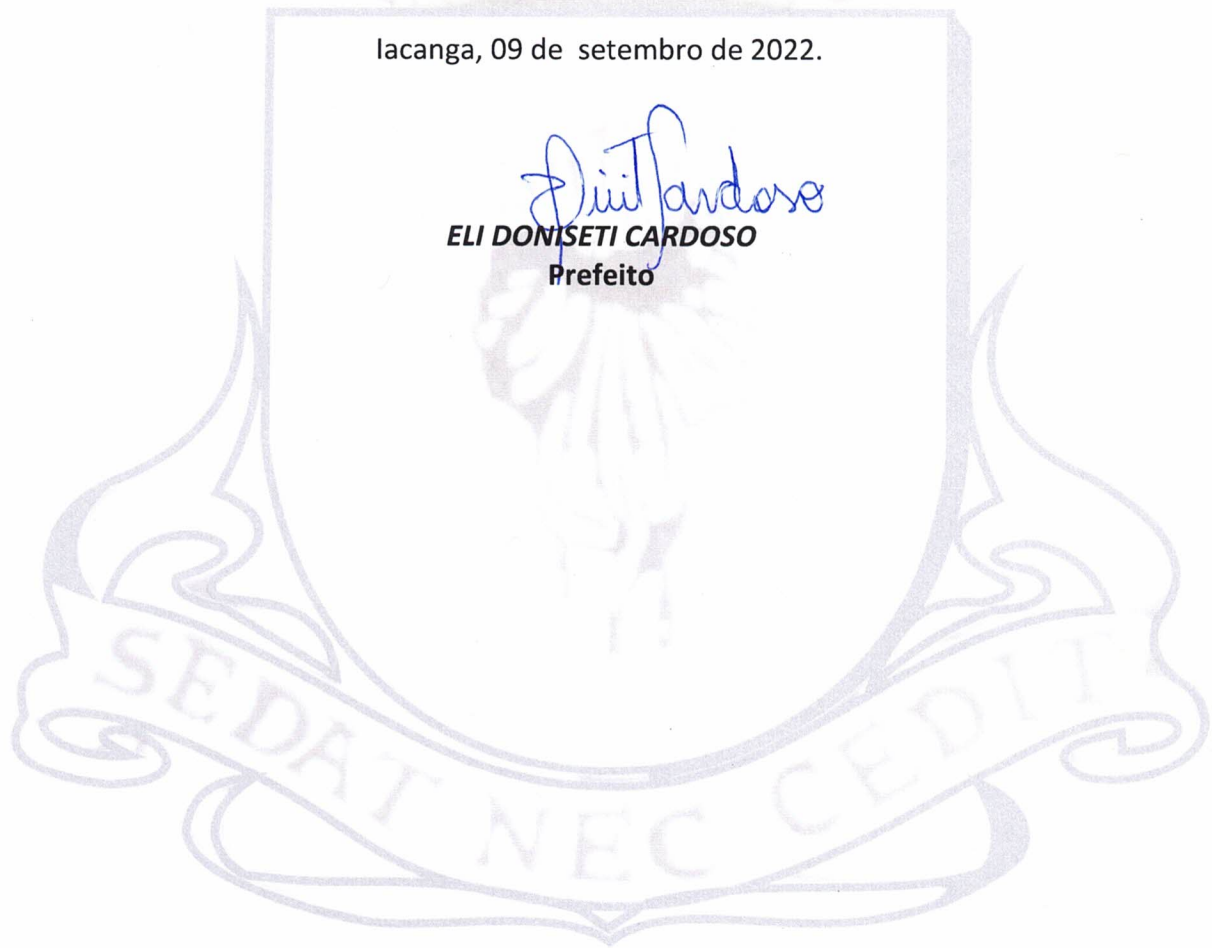 Iacanga, 09 de setembro de 2022.
ELI DONISETI CARDOSO
Prefeito
SEDAT NEC CEDIT